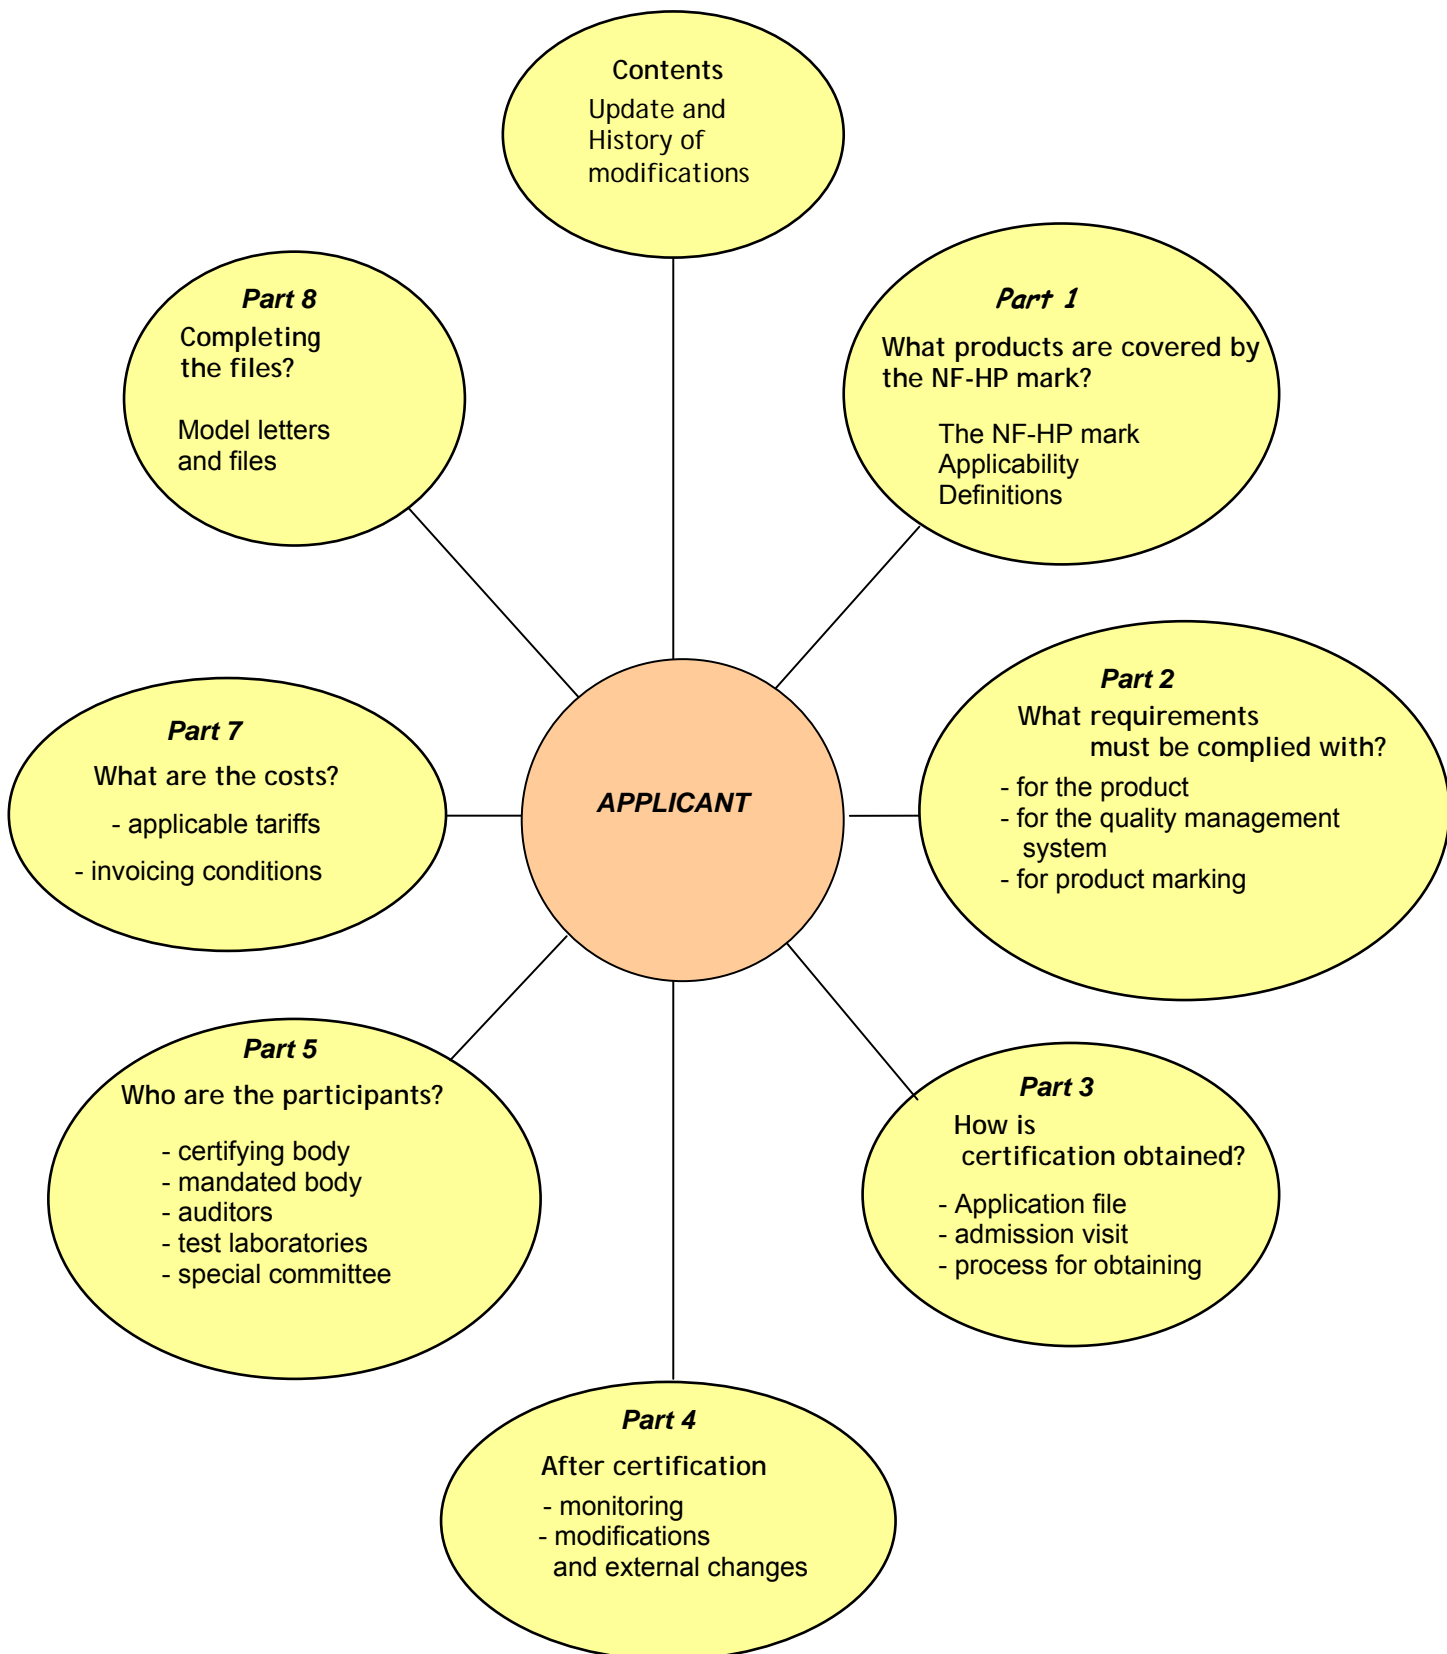 Contents
Update and
History of
modifications
Part 1
What products are covered by
the NF-HP mark?
The NF-HP mark
Applicability
Definitions
Part 8
Completing
the files?
Model letters
and files
Part 2
What requirements
must be complied with?
- for the product
- for the quality management
system
- for product marking
Part 7
What are the costs?
- applicable tariffs
- invoicing conditions
APPLICANT
Part 5
Who are the participants?
- certifying body
- mandated body
- auditors
- test laboratories
- special committee
Part 3
How is
certification obtained?
- Application file
- admission visit
- process for obtaining
Part 4
After certification
- monitoring
- modifications
and external changes